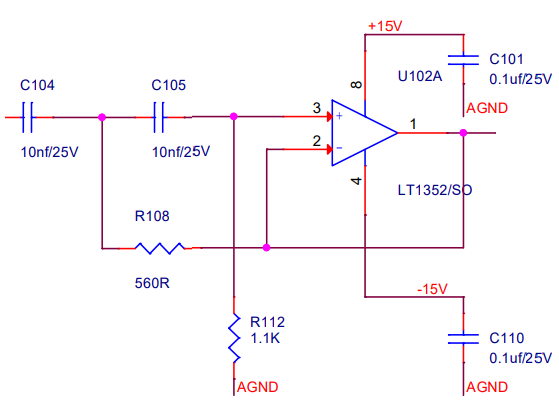 +15V
C104
C105
C101
0.1uf/25V
U102A
8
AGND
3
+
1
2
-
10nf/25V
10nf/25V
4
LT1352/SO
R108
560R
-15V
R112
1.1K
C110
0.1uf/25V
AGND
AGND